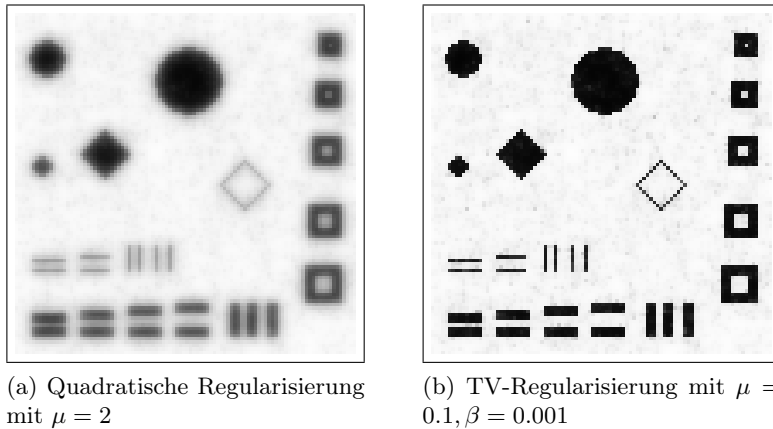 (a) Quadratische Regularisierung
mit μ = 2
(b) TV-Regularisierung mit μ =
0.1, β = 0.001